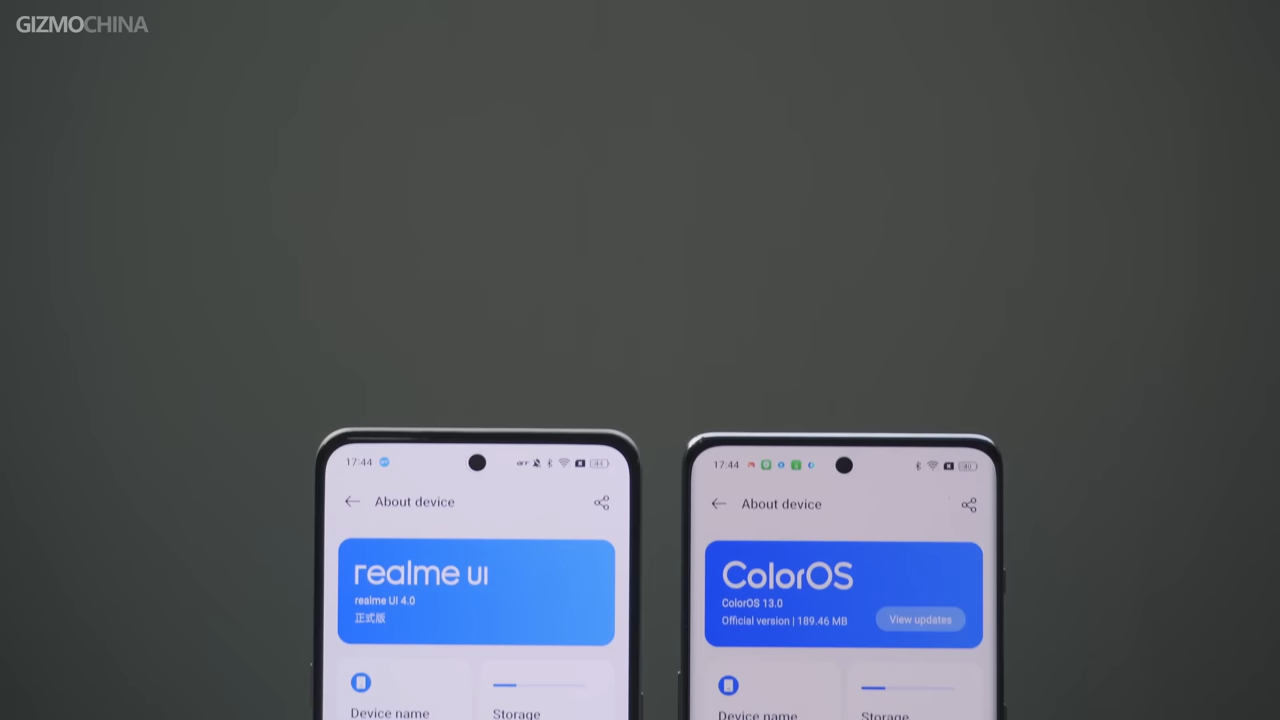 GIZMOCHINA
17:44
About device
realme UI
realme UI 4.0
正式版
Device name
Storage
17:44
About device
ColorOS
ColorOS 13.0
Official version | 189.46 MB
View updates
Device name
Storage